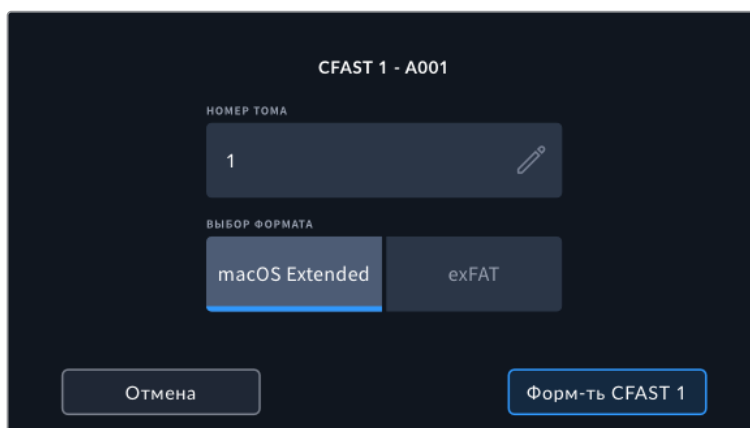 CFAST 1 - A001
НОМЕР ТОМА
1
ВЫБОР ФОРМАТА
macOS Extended exFAT
Отмена Форм-ть CFAST 1